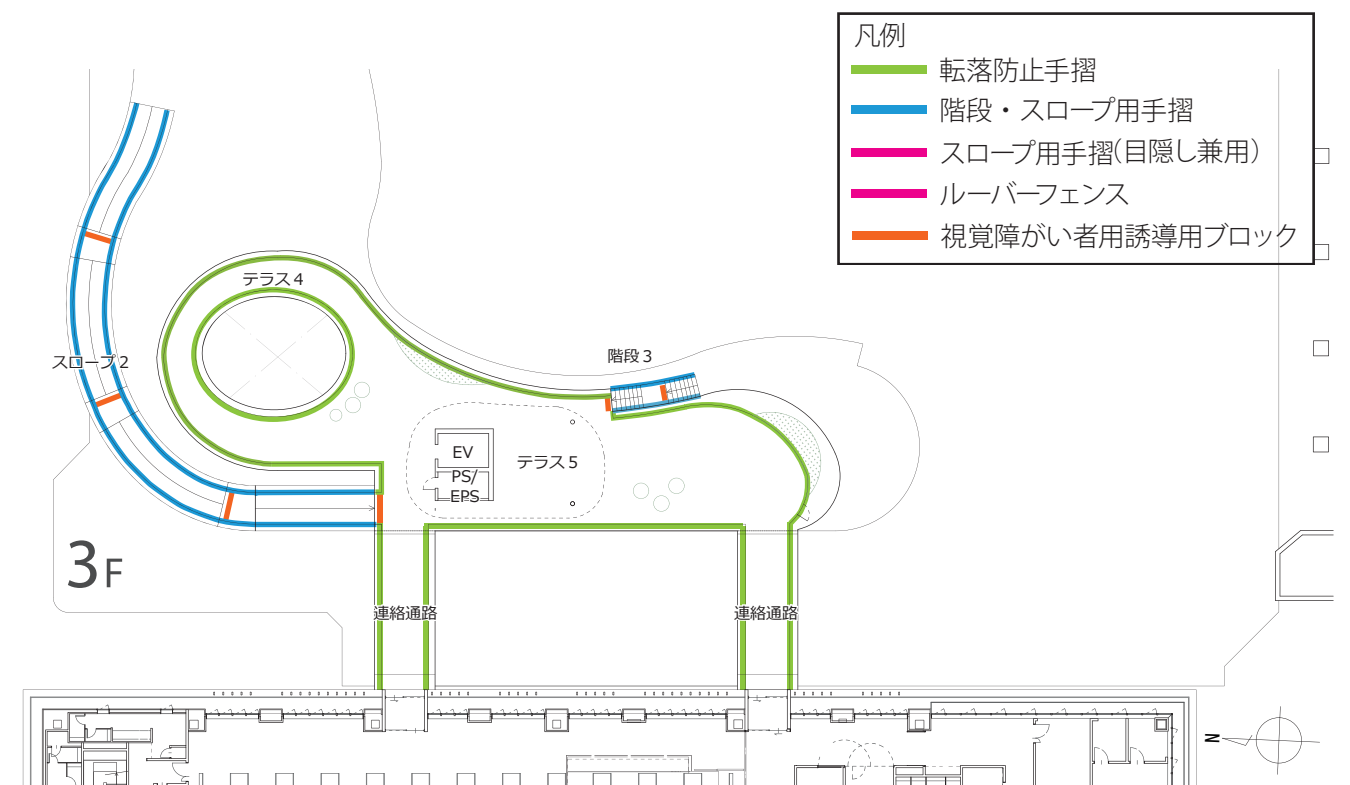 凡例
転落防止手摺
階段・スロープ用手摺
スロープ用手摺(目隠し兼用)
ルーバーフェンス
視覚障がい者用誘導用ブロック
テラス4
スロープ2
階段3
EV
PS/
EPS
テラス5
3F
連絡通路
連絡通路
N